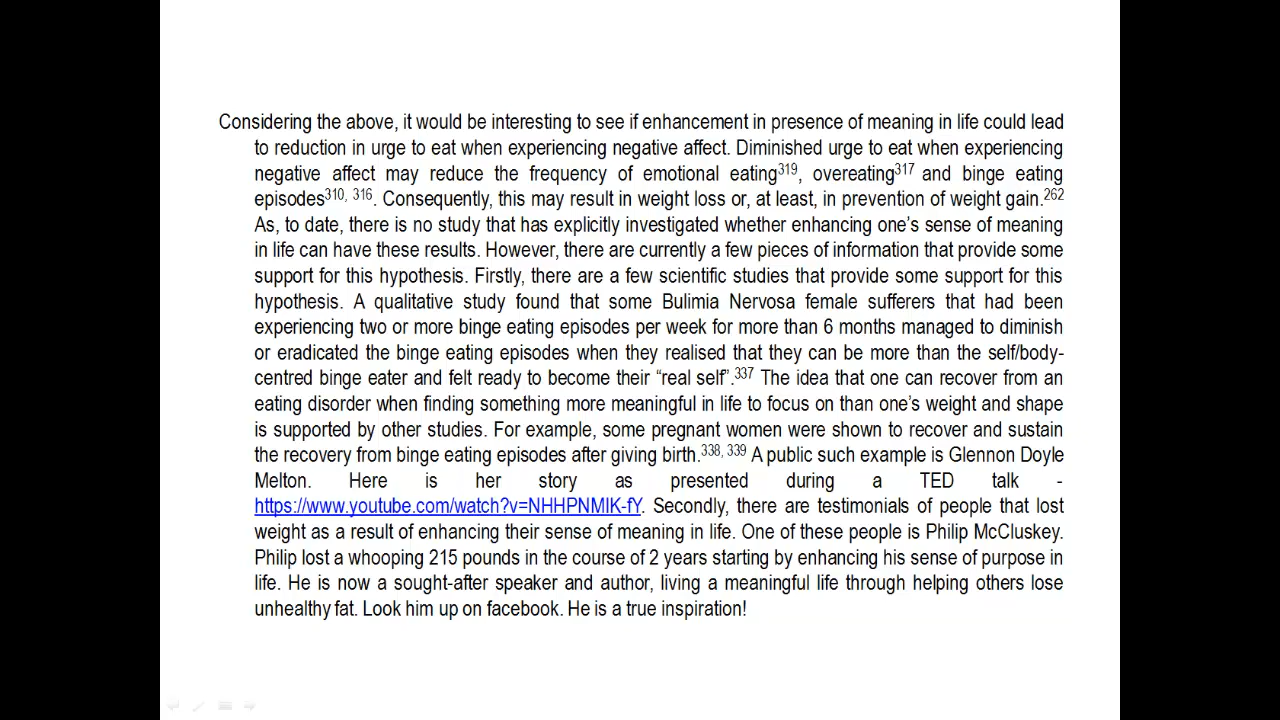 Considering the above, it would be interesting to see if enhancement in presence of meaning in life could lead
to reduction in urge to eat when experiencing negative affect. Diminished urge to eat when experiencing
negative affect may reduce the frequency of emotional eating319, overeating317 and binge eating
episodes310, 316. Consequently, this may result in weight loss or, at least, in prevention of weight gain.262
As, to date, there is no study that has explicitly investigated whether enhancing one’s sense of meaning
in life can have these results. However, there are currently a few pieces of information that provide some
support for this hypothesis. Firstly, there are a few scientific studies that provide some support for this
hypothesis. A qualitative study found that some Bulimia Nervosa female sufferers that had been
experiencing two or more binge eating episodes per week for more than 6 months managed to diminish
or eradicated the binge eating episodes when they realised that they can be more than the self/body-
centred binge eater and felt ready to become their “real self”.337 The idea that one can recover from an
eating disorder when finding something more meaningful in life to focus on than one’s weight and shape
is supported by other studies. For example, some pregnant women were shown to recover and sustain
the recovery from binge eating episodes after giving birth.338, 339 A public such example is Glennon Doyle
Melton. Here is her story as presented during a TED talk -
https://www.youtube.com/watch?v=NHHPNMIK-fY. Secondly, there are testimonials of people that lost
weight as a result of enhancing their sense of meaning in life. One of these people is Philip McCluskey.
Philip lost a whooping 215 pounds in the course of 2 years starting by enhancing his sense of purpose in
life. He is now a sought-after speaker and author, living a meaningful life through helping others lose
unhealthy fat. Look him up on facebook. He is a true inspiration!